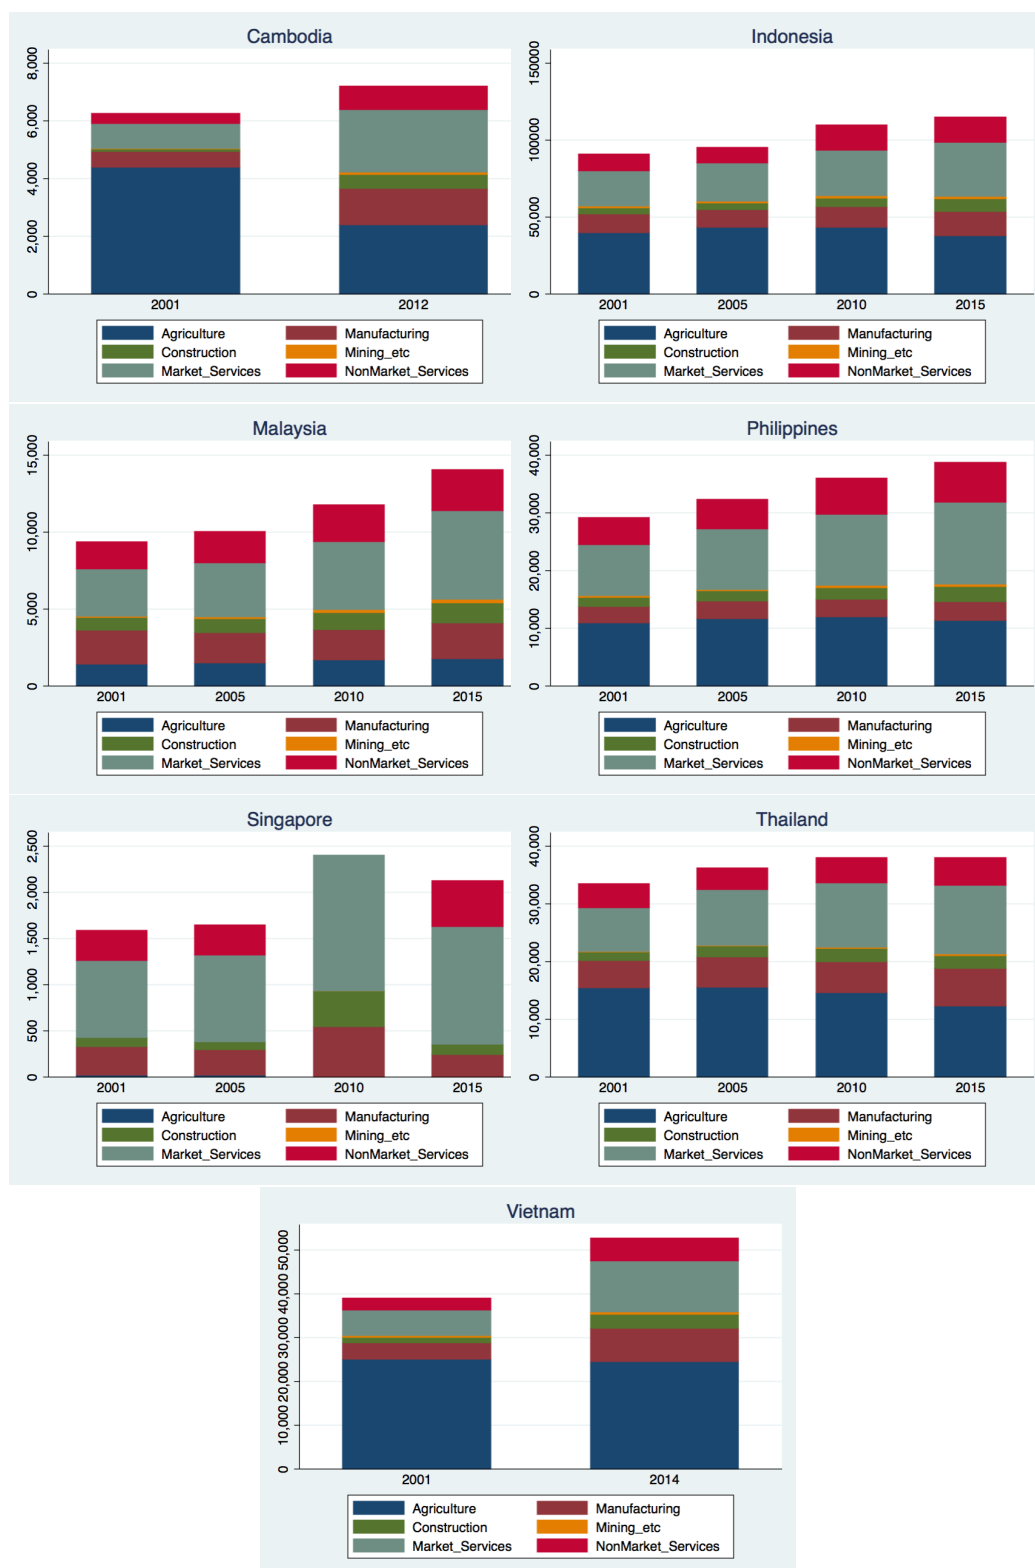 Cambodia
8,000
6,000
4,000
2,000
0
2001 2012
Agriculture Manufacturing
Construction Mining_etc
Market_Services NonMarket_Services
Indonesia
150000
100000
50,000
0
2001 2005 2010 2015
Agriculture Manufacturing
Construction Mining_etc
Market_Services NonMarket_Services
Malaysia
15,000
10,000
5,000
0
2001 2005 2010 2015
Agriculture Manufacturing
Construction Mining_etc
Market_Services NonMarket_Services
Philippines
40,000
30,000
20,000
10,000
0
2001 2005 2010 2015
Agriculture Manufacturing
Construction Mining_etc
Market_Services NonMarket_Services
Singapore
2,500
2,000
1,500
1,000
500
0
2001 2005 2010 2015
Agriculture Manufacturing
Construction Mining_etc
Market_Services NonMarket_Services
Thailand
40,000
30,000
20,000
10,000
0
2001 2005 2010 2015
Agriculture Manufacturing
Construction Mining_etc
Market_Services NonMarket_Services
Vietnam
50,000
40,000
30,000
20,000
10,000
0
2001 2014
Agriculture Manufacturing
Construction Mining_etc
Market_Services NonMarket_Services